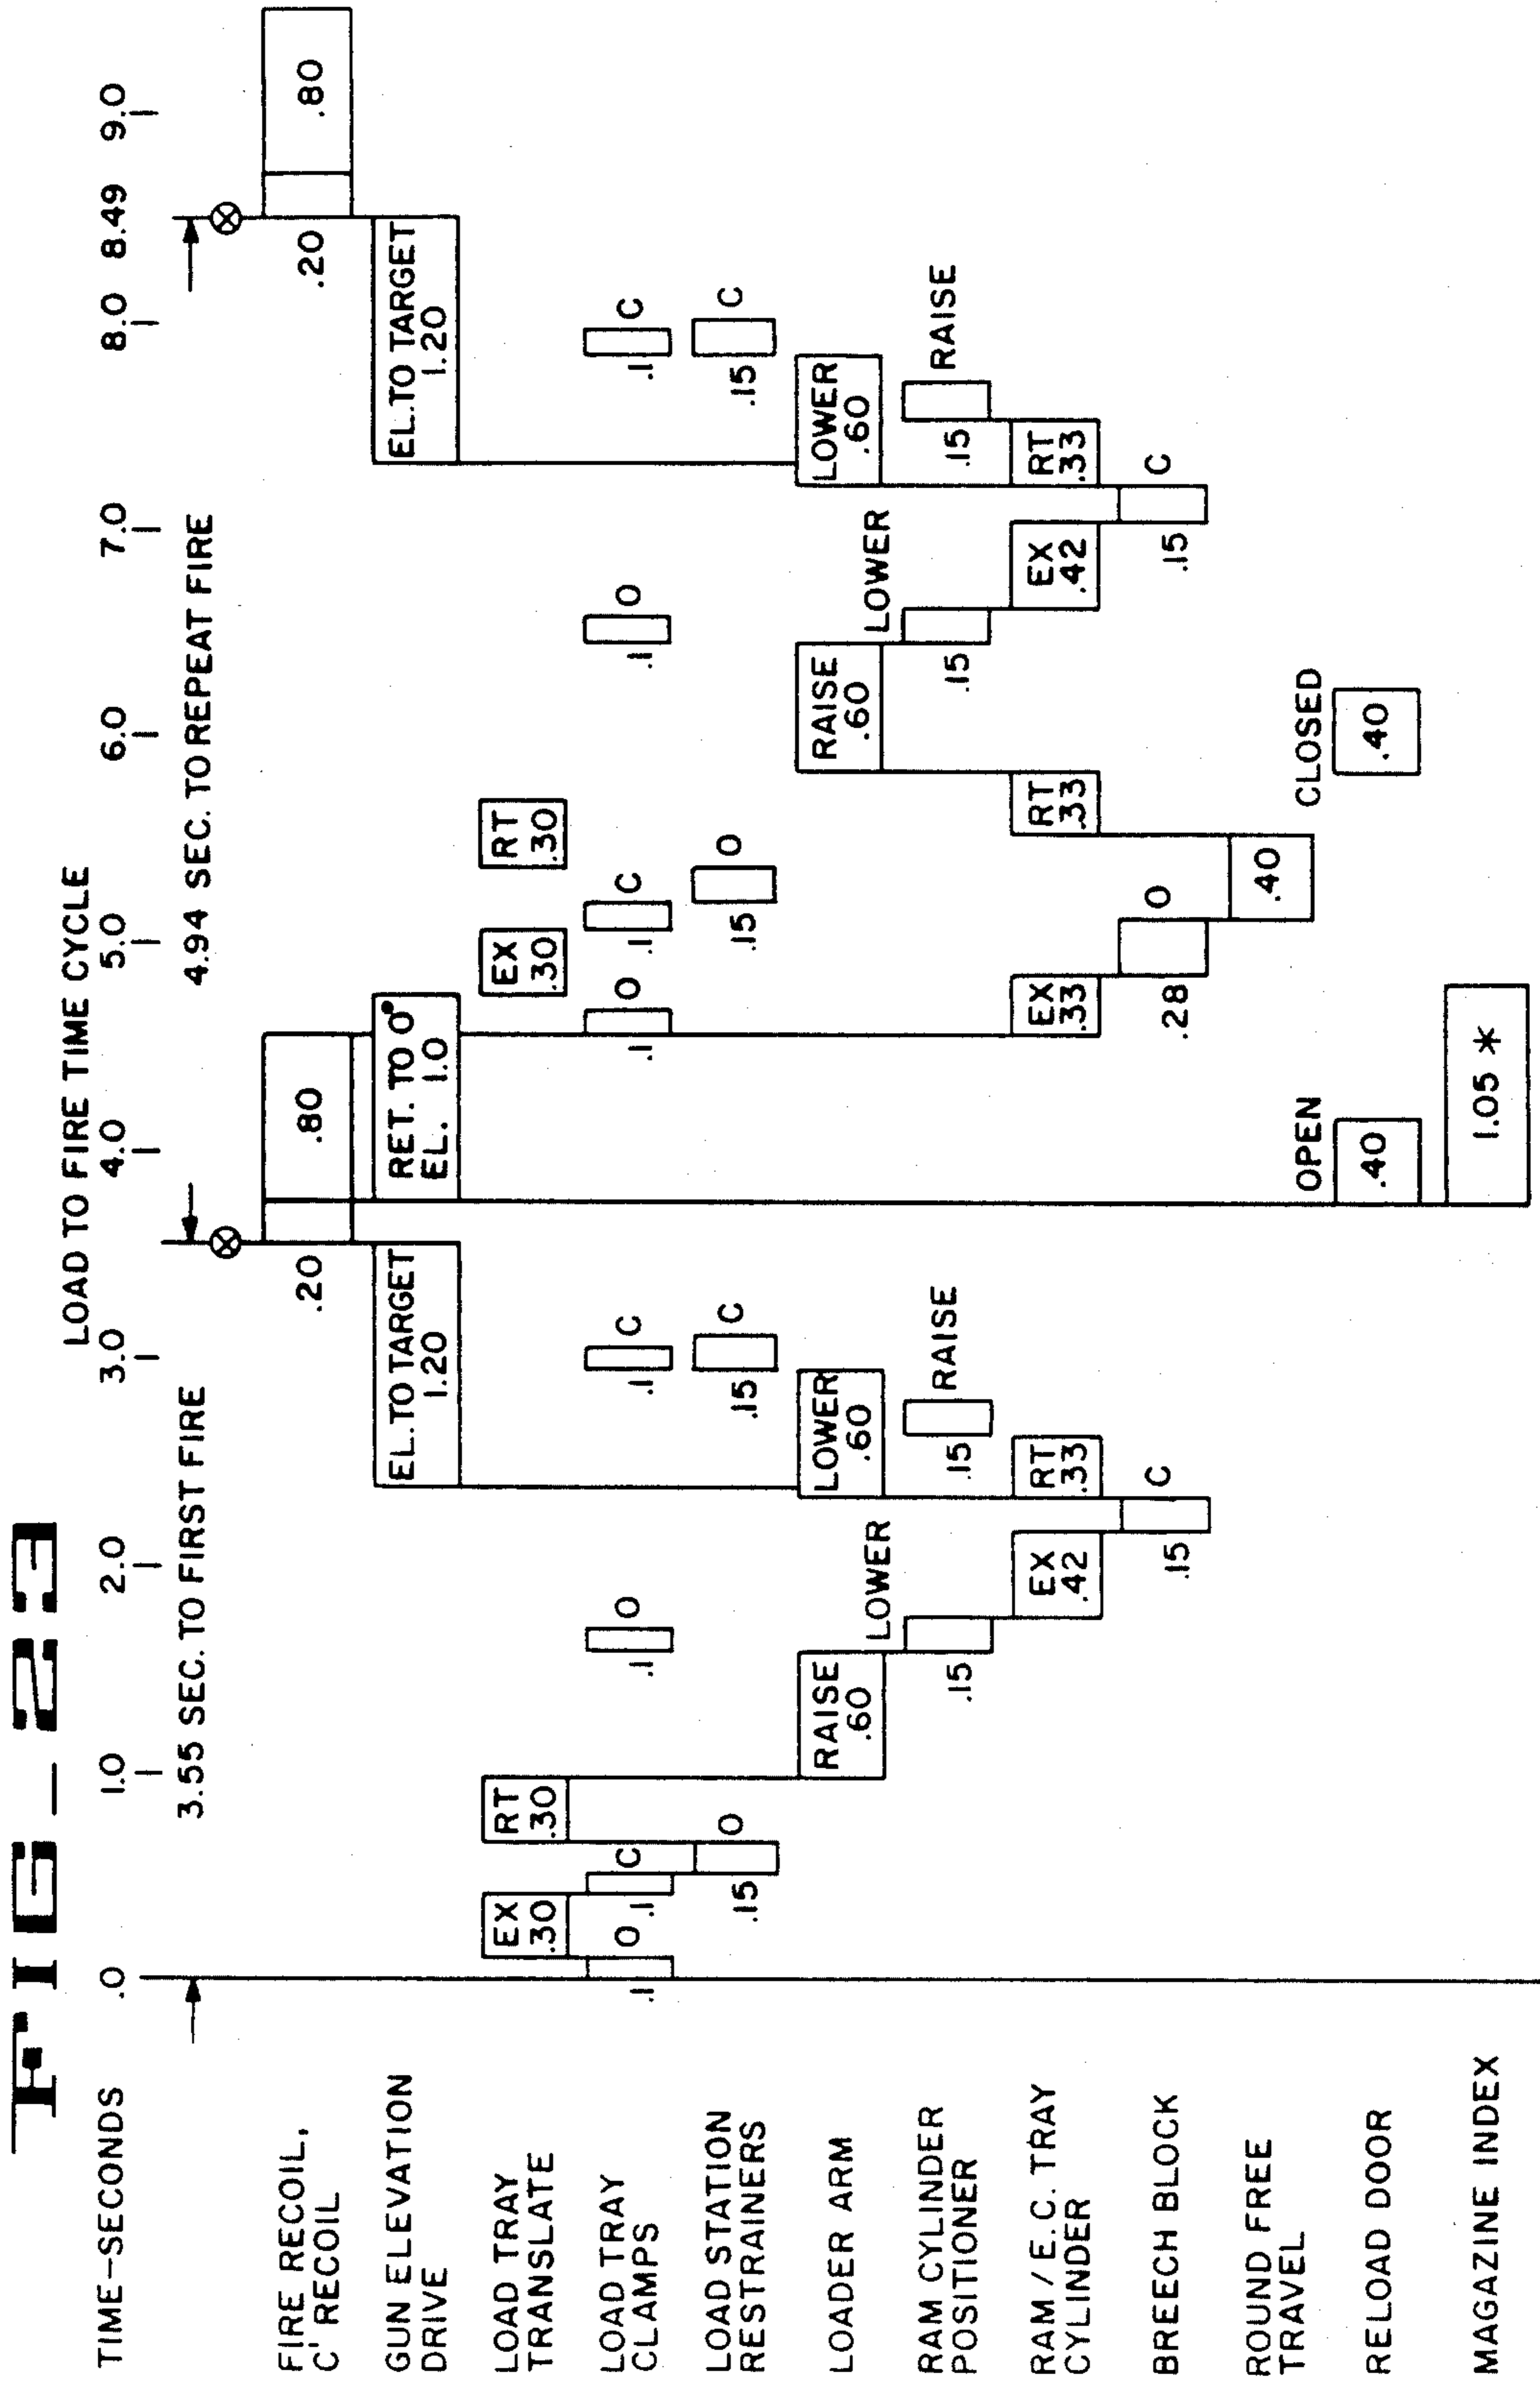 FIG_23
LOAD TO FIRE TIME CYCLE
TIME-SECONDS
.0
1.0
2.0
3.0
4.0
5.0
6.0
7.0
8.0
8.49
9.0
3.55 SEC. TO FIRST FIRE
4.94 SEC. TO REPEAT FIRE
FIRE RECOIL,
C' RECOIL
.20
.80
.20
.80
GUN ELEVATION
DRIVE
EL. TO TARGET
1.20
RET. TO 0°
EL. 1.0
EL. TO TARGET
1.20
LOAD TRAY
TRANSLATE
EX
.30
RT
.30
EX
.30
RT
.30
LOAD TRAY
CLAMPS
.1
O
.1
C
.1
O
.1
C
.1
O
.1
C
.1
O
.1
C
LOAD STATION
RESTRAINERS
.15
O
.15
C
.15
O
.15
C
LOADER ARM
RAISE
.60
LOWER
.60
RAISE
.60
LOWER
.60
RAM CYLINDER
POSITIONER
LOWER
.15
.15
RAISE
LOWER
.15
.15
RAISE
RAM / E.C. TRAY
CYLINDER
EX
.42
RT
.33
EX
.33
RT
.33
EX
.42
RT
.33
BREECH BLOCK
.15
C
.28
O
.15
C
ROUND FREE
TRAVEL
.40
RELOAD DOOR
OPEN
.40
CLOSED
.40
MAGAZINE INDEX
1.05 *